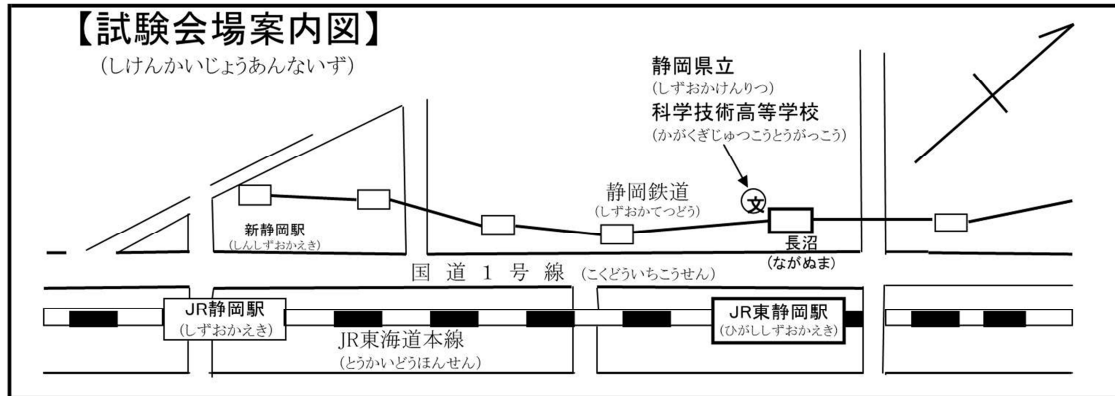 【試験会場案内図】
(しけんかいじょうあんないず)
静岡県立
(しずおかけんりつ)
科学技術高等学校
(かがくぎじゅつこうとうがっこう)
文
静岡鉄道
(しずおかてつどう)
新静岡駅
(しんしずおかえき)
長沼
(ながぬま)
国道1号線 (こくどういちこうせん)
JR静岡駅
(しずおかえき)
JR東静岡駅
(ひがししずおかえき)
JR東海道本線
(とうかいどうほんせん)